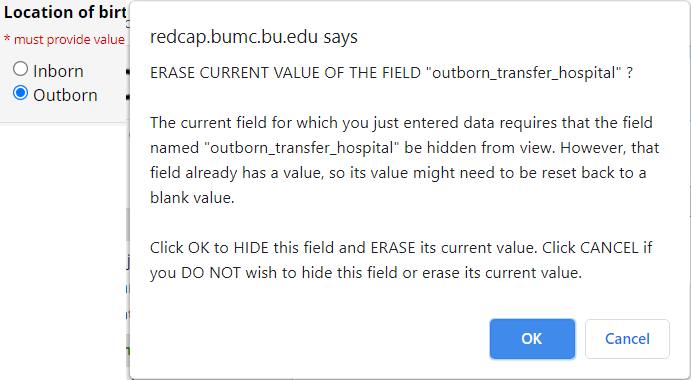 Location of birt
* must provide value
Inborn
Outborn
redcap.bumc.bu.edu says
ERASE CURRENT VALUE OF THE FIELD "outborn_transfer_hospital" ?
The current field for which you just entered data requires that the field
named "outborn_transfer_hospital" be hidden from view. However, that
field already has a value, so its value might need to be reset back to a
blank value.
Click OK to HIDE this field and ERASE its current value. Click CANCEL if
you DO NOT wish to hide this field or erase its current value.
OK
Cancel